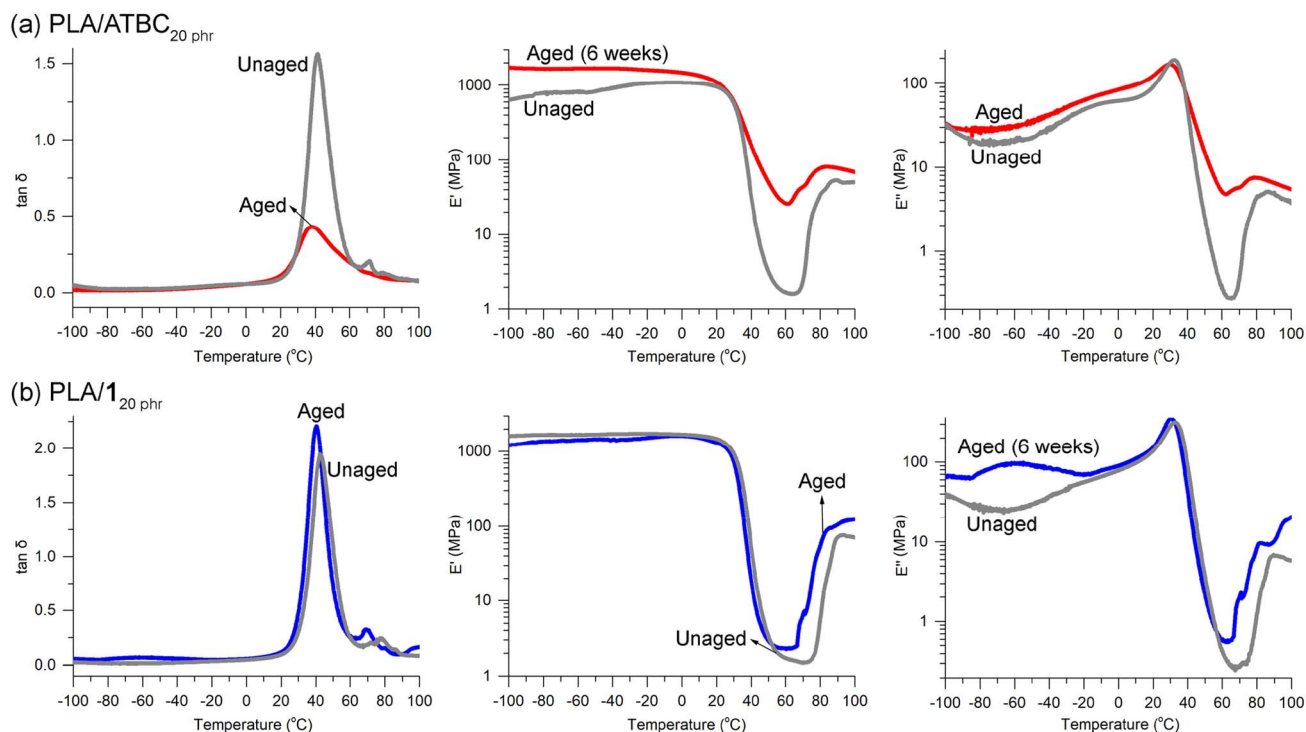 (a) PLA/ATBC20 phr
1.5
1.0
0.5
0.0
tan δ
Unaged
Aged
-100 -80 -60 -40 -20 0 20 40 60 80 100
Temperature (°C)
1000
100
10
1
E' (MPa)
Aged (6 weeks)
Unaged
-100 -80 -60 -40 -20 0 20 40 60 80 100
Temperature (°C)
100
10
1
E'' (MPa)
Aged
Unaged
-100 -80 -60 -40 -20 0 20 40 60 80 100
Temperature (°C)
(b) PLA/120 phr
2.0
1.5
1.0
0.5
0.0
tan δ
Aged
Unaged
-100 -80 -60 -40 -20 0 20 40 60 80 100
Temperature (°C)
1000
100
10
1
E' (MPa)
Aged
Unaged
-100 -80 -60 -40 -20 0 20 40 60 80 100
Temperature (°C)
100
10
1
E'' (MPa)
Aged (6 weeks)
Unaged
-100 -80 -60 -40 -20 0 20 40 60 80 100
Temperature (°C)